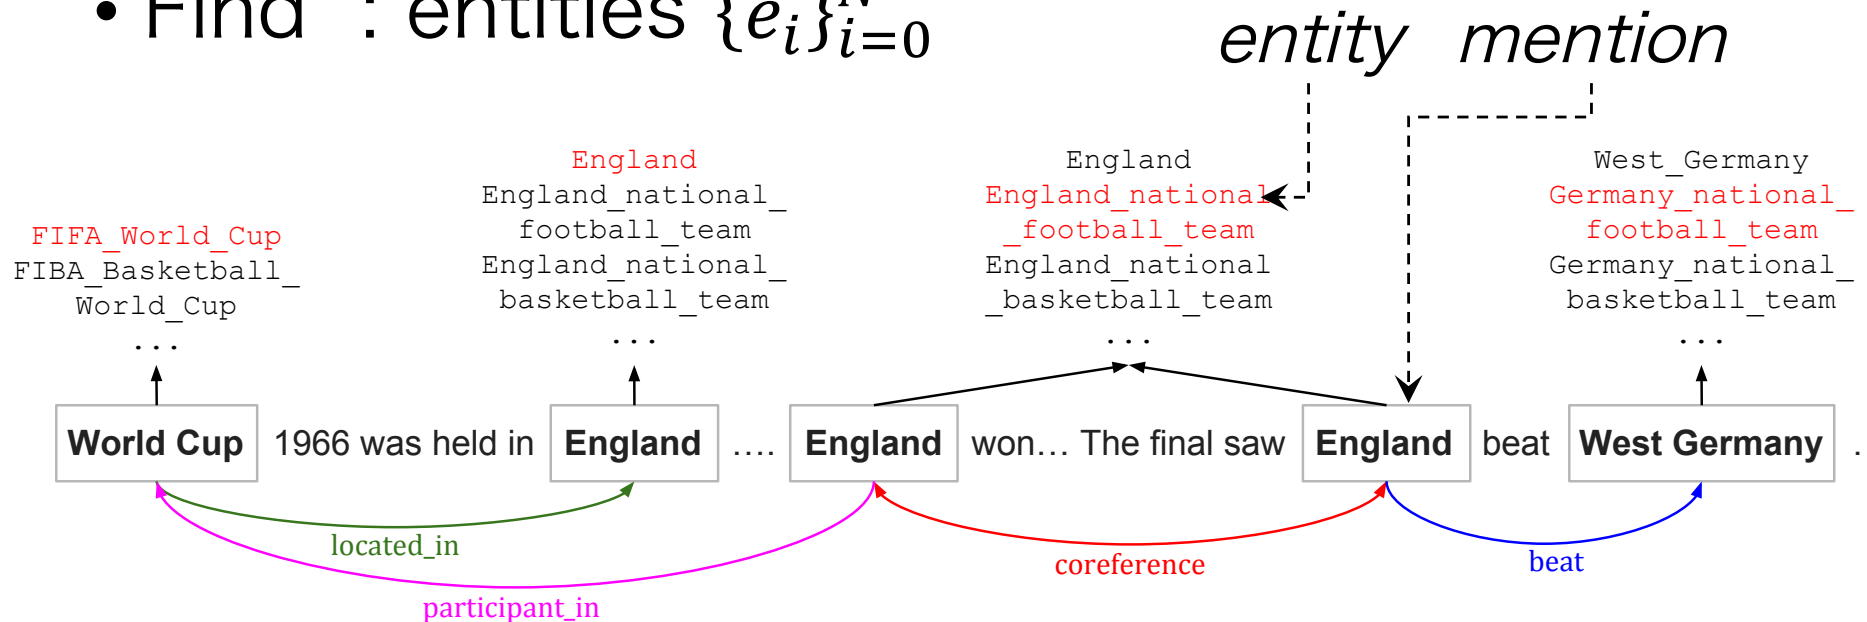 • Find : entities {e_i}_{i=0}
entity mention
FIFA_World_Cup
FIBA_Basketball_
World_Cup
...
England
England_national_
football_team
England_national_
basketball_team
...
England
England_national
_football_team
England_national
_basketball_team
...
West_Germany
Germany_national_
football_team
Germany_national_
basketball_team
...
World Cup 1966 was held in England .... England won… The final saw England beat West Germany .
located_in
participant_in
coreference
beat